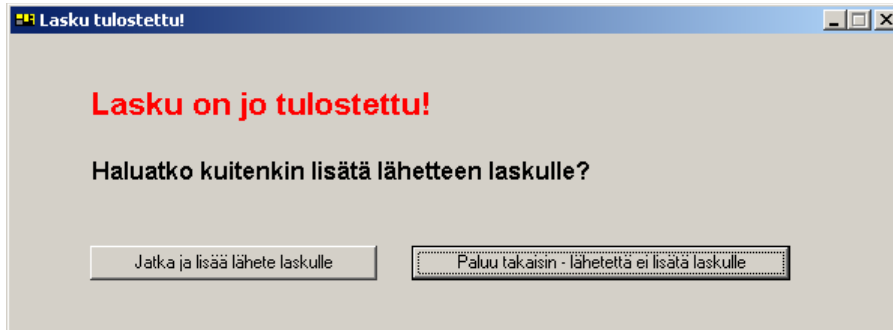 Lasku tulostettu!
Lasku on jo tulostettu!
Haluatko kuitenkin lisätä lähetteen laskulle?
Jatka ja lisää lähete laskulle
Paluu takaisin - lähetettä ei lisätä laskulle